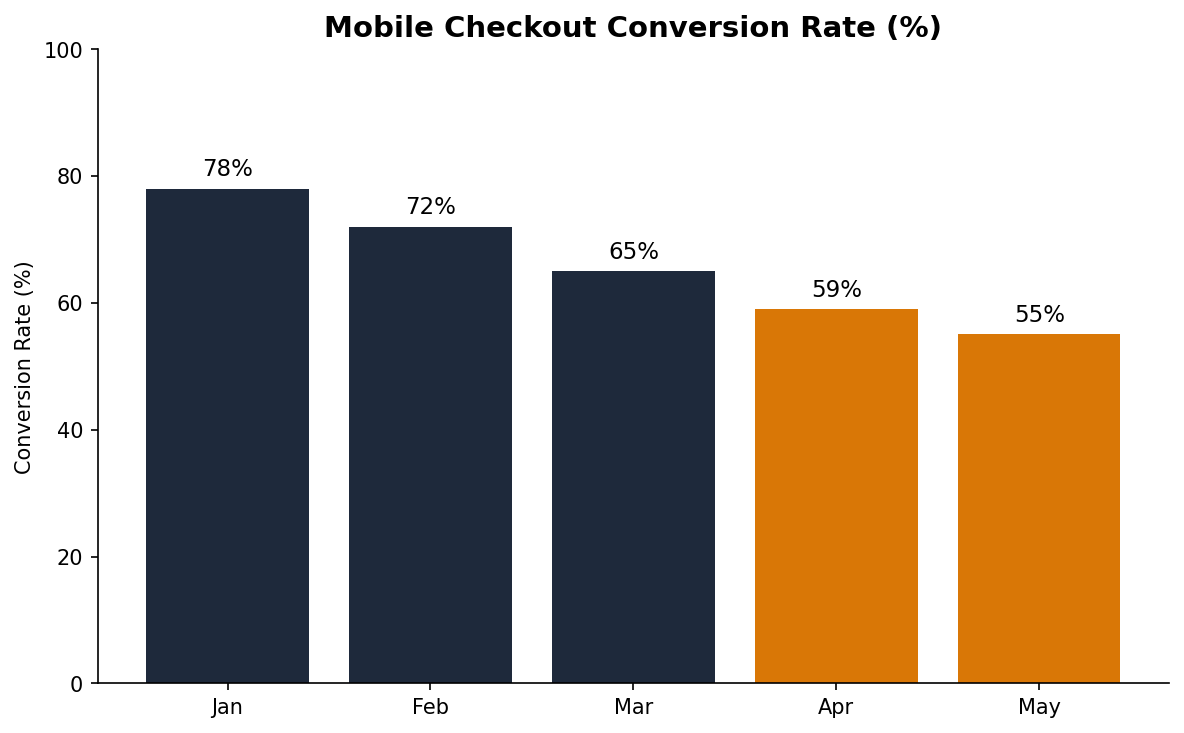 Mobile Checkout Conversion Rate (%)
Conversion Rate (%)
100
80
60
40
20
0
78%
72%
65%
59%
55%
Jan
Feb
Mar
Apr
May